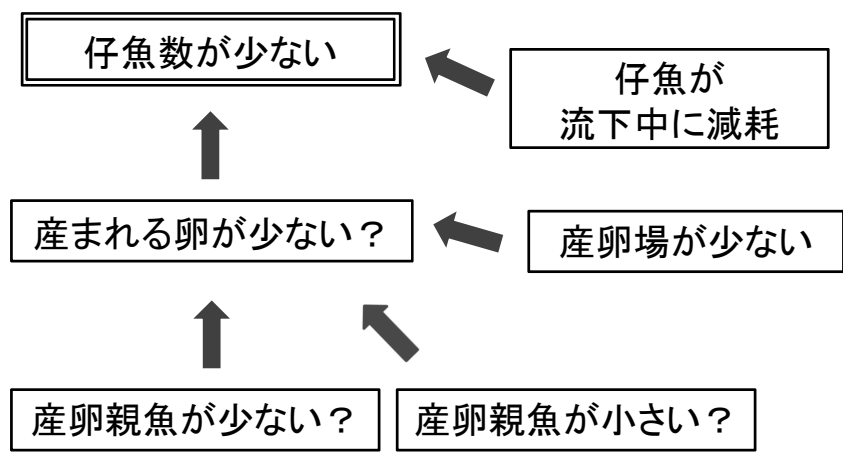 仔魚数が少ない
仔魚が
流下中に減耗
産まれる卵が少ない？
産卵場が少ない
産卵親魚が少ない？
産卵親魚が小さい？